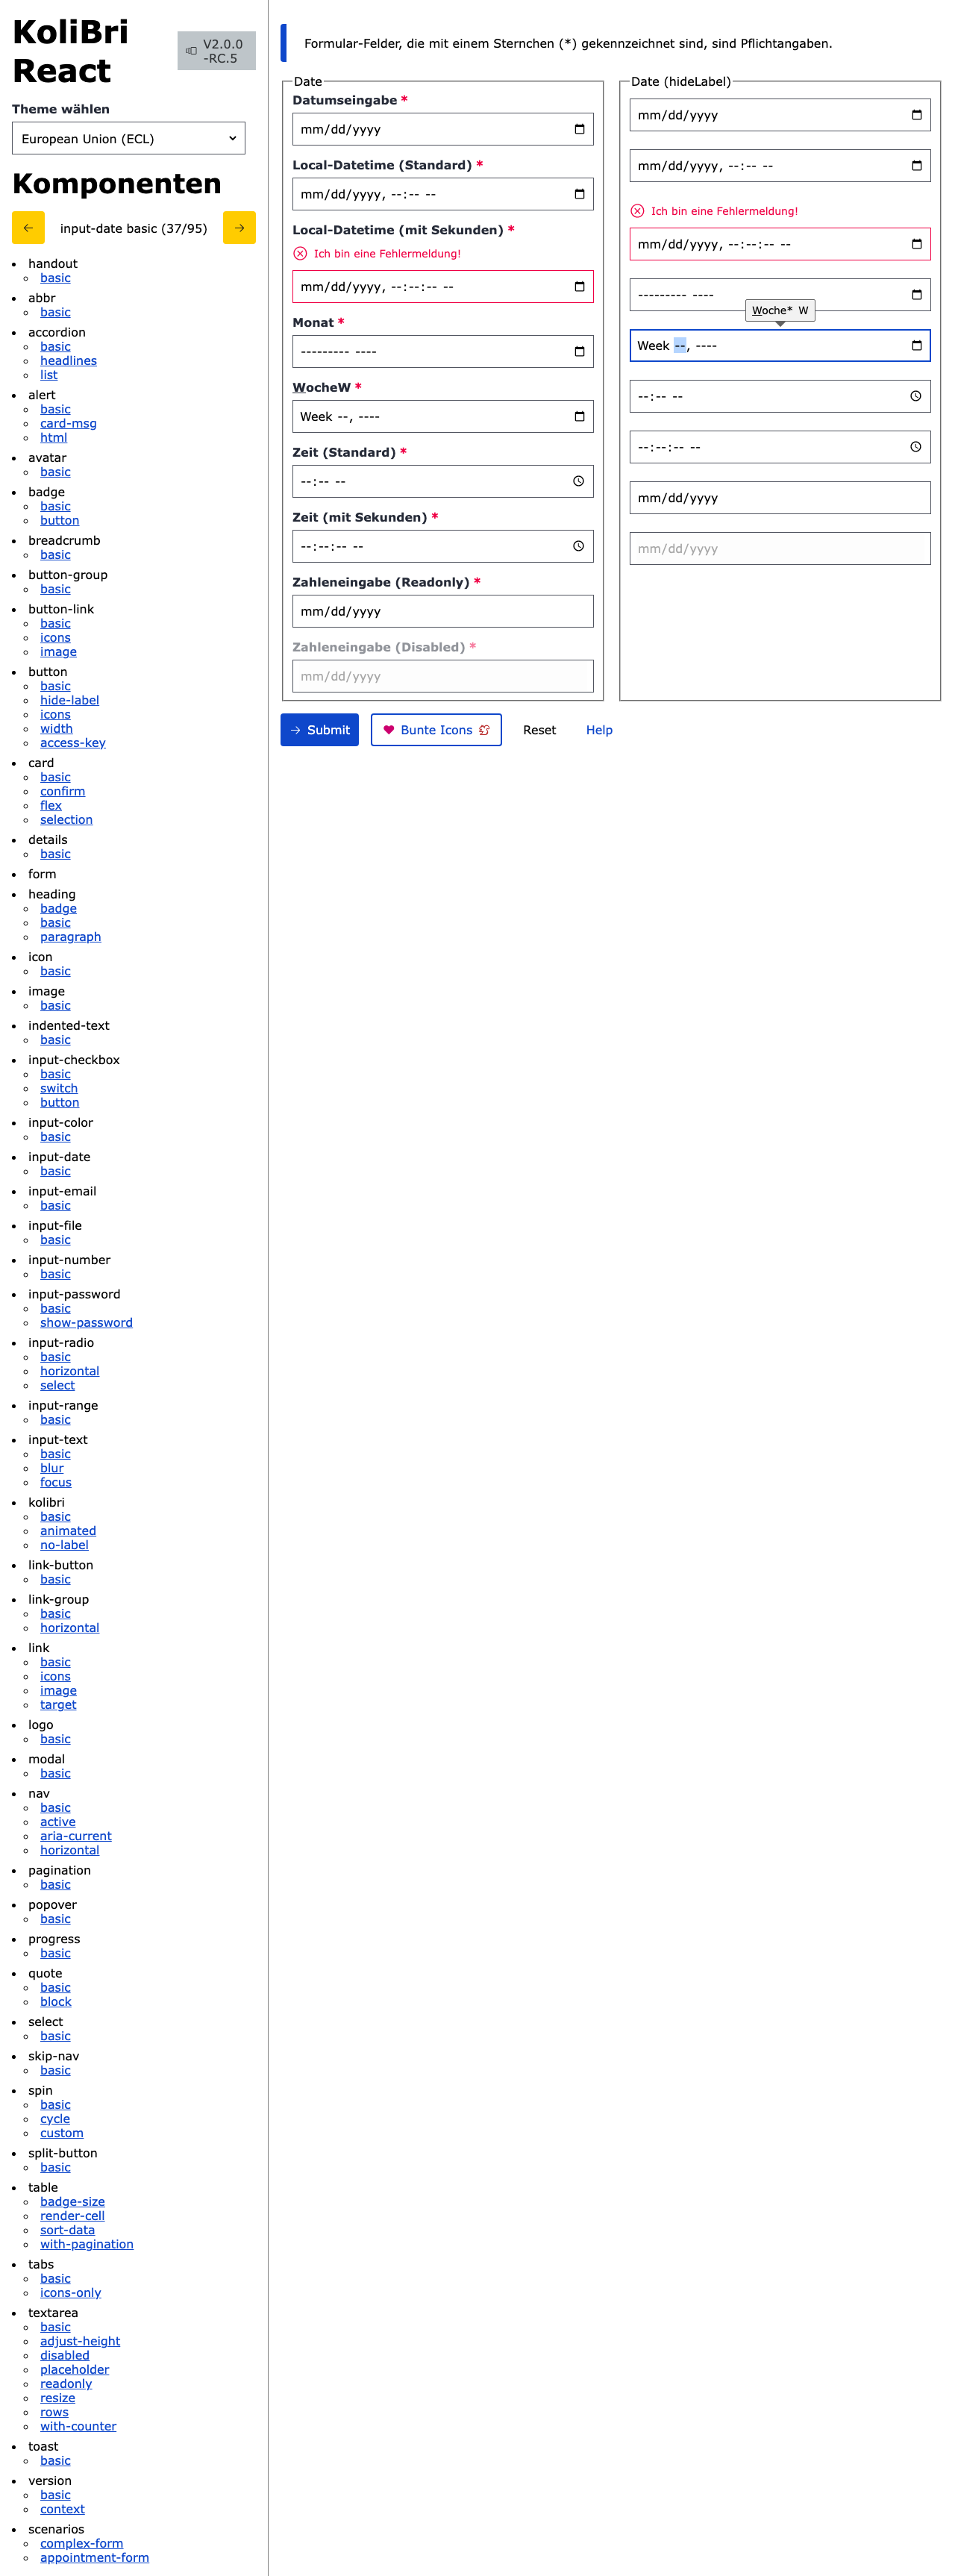 KoliBri
React
V2.0.0
-RC.5
Theme wählen
European Union (ECL)
Komponenten
input-date basic (37/95)
handout
basic
abbr
basic
accordion
basic
headlines
list
alert
basic
card-msg
html
avatar
basic
badge
basic
button
breadcrumb
basic
button-group
basic
button-link
basic
icons
image
button
basic
hide-label
icons
width
access-key
card
basic
confirm
flex
selection
details
basic
form
heading
badge
basic
paragraph
icon
basic
image
basic
indented-text
basic
input-checkbox
basic
switch
button
input-color
basic
input-date
basic
input-email
basic
input-file
basic
input-number
basic
input-password
basic
show-password
input-radio
basic
horizontal
select
input-range
basic
input-text
basic
blur
focus
kolibri
basic
animated
no-label
link-button
basic
link-group
basic
horizontal
link
basic
icons
image
target
logo
basic
modal
basic
nav
basic
active
aria-current
horizontal
pagination
basic
popover
basic
progress
basic
quote
basic
block
select
basic
skip-nav
basic
spin
basic
cycle
custom
split-button
basic
table
badge-size
render-cell
sort-data
with-pagination
tabs
basic
icons-only
textarea
basic
adjust-height
disabled
placeholder
readonly
resize
rows
with-counter
toast
basic
version
basic
context
scenarios
complex-form
appointment-form
Formular-Felder, die mit einem Sternchen (*) gekennzeichnet sind, sind Pflichtangaben.
Date
Datumseingabe *
mm/dd/yyyy
Local-Datetime (Standard) *
mm/dd/yyyy, --:-- --
Local-Datetime (mit Sekunden) *
Ich bin eine Fehlermeldung!
mm/dd/yyyy, --:--:-- --
Monat *
--------- ----
WocheW *
Week --, ----
Zeit (Standard) *
--:-- --
Zeit (mit Sekunden) *
--:--:-- --
Zahleneingabe (Readonly) *
mm/dd/yyyy
Zahleneingabe (Disabled) *
mm/dd/yyyy
Date (hideLabel)
mm/dd/yyyy
mm/dd/yyyy, --:-- --
Ich bin eine Fehlermeldung!
mm/dd/yyyy, --:--:-- --
--------- ----
Woche* W
Week --, ----
--:-- --
--:--:-- --
mm/dd/yyyy
mm/dd/yyyy
Submit
Bunte Icons
Reset
Help